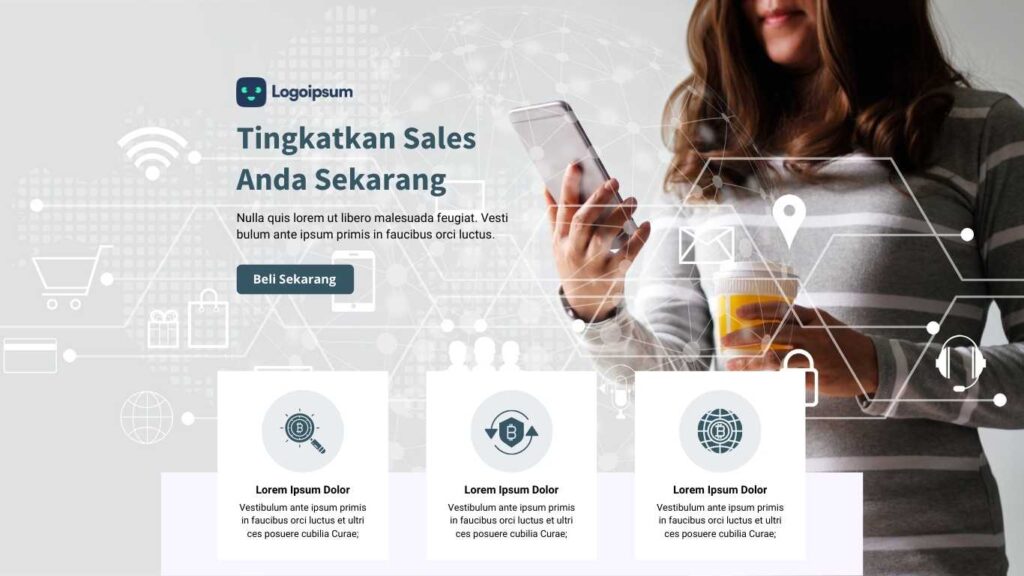 Logoipsum
Tingkatkan Sales
Anda Sekarang
Nulla quis lorem ut libero malesuada feugiat. Vesti
bulum ante ipsum primis in faucibus orci luctus.
Beli Sekarang
Lorem Ipsum Dolor
Vestibulum ante ipsum primis
in faucibus orci luctus et ultri
ces posuere cubilia Curae;
Lorem Ipsum Dolor
Vestibulum ante ipsum primis
in faucibus orci luctus et ultri
ces posuere cubilia Curae;
Lorem Ipsum Dolor
Vestibulum ante ipsum primis
in faucibus orci luctus et ultri
ces posuere cubilia Curae;